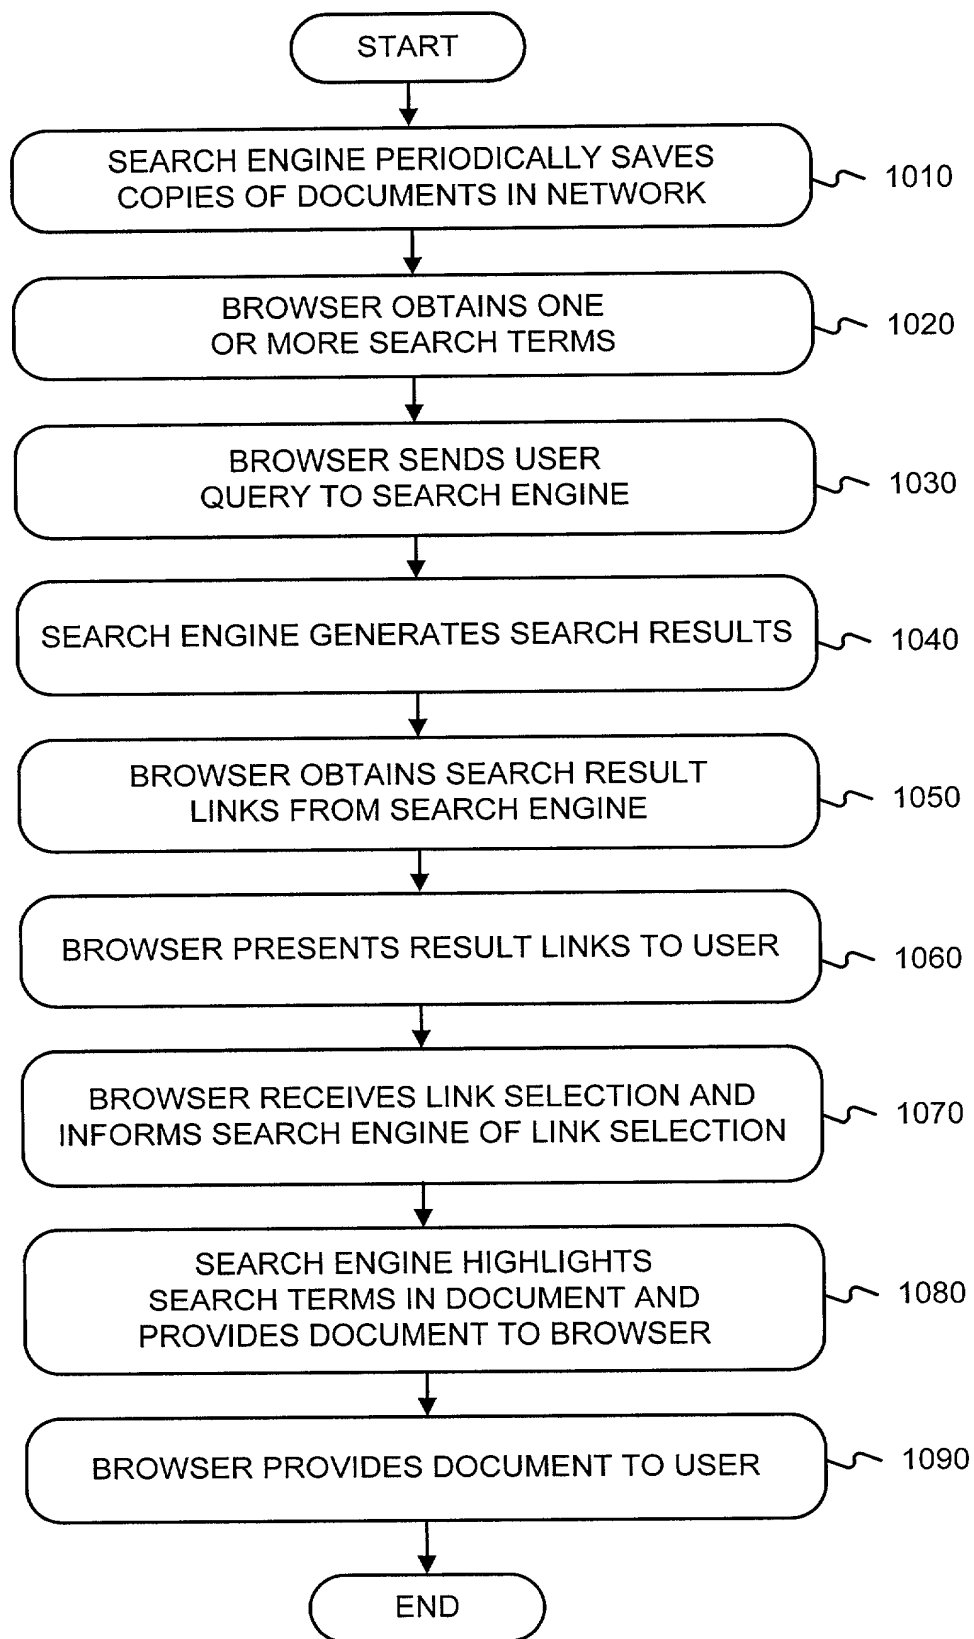 START
SEARCH ENGINE PERIODICALLY SAVES
COPIES OF DOCUMENTS IN NETWORK
1010
BROWSER OBTAINS ONE
OR MORE SEARCH TERMS
1020
BROWSER SENDS USER
QUERY TO SEARCH ENGINE
1030
SEARCH ENGINE GENERATES SEARCH RESULTS
1040
BROWSER OBTAINS SEARCH RESULT
LINKS FROM SEARCH ENGINE
1050
BROWSER PRESENTS RESULT LINKS TO USER
1060
BROWSER RECEIVES LINK SELECTION AND
INFORMS SEARCH ENGINE OF LINK SELECTION
1070
SEARCH ENGINE HIGHLIGHTS
SEARCH TERMS IN DOCUMENT AND
PROVIDES DOCUMENT TO BROWSER
1080
BROWSER PROVIDES DOCUMENT TO USER
1090
END